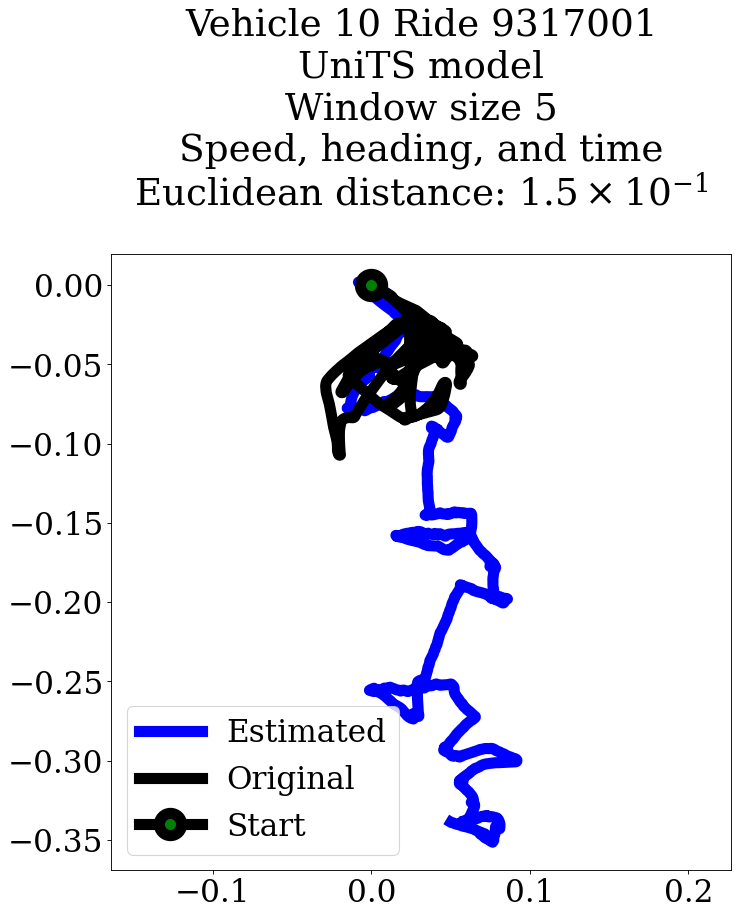 Vehicle 10 Ride 9317001
UniTS model
Window size 5
Speed, heading, and time
Euclidean distance: 1.5 × 10⁻¹
0.00
−0.05
−0.10
−0.15
−0.20
−0.25
−0.30
−0.35
Estimated
Original
Start
−0.1 0.0 0.1 0.2